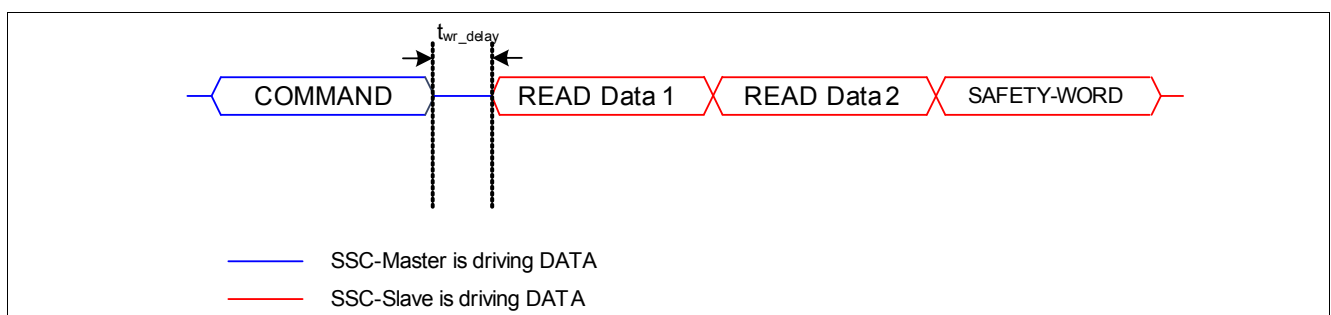 twr_delay
COMMAND READ Data 1 READ Data 2 SAFETY-WORD
SSC-Master is driving DATA
SSC-Slave is driving DATA